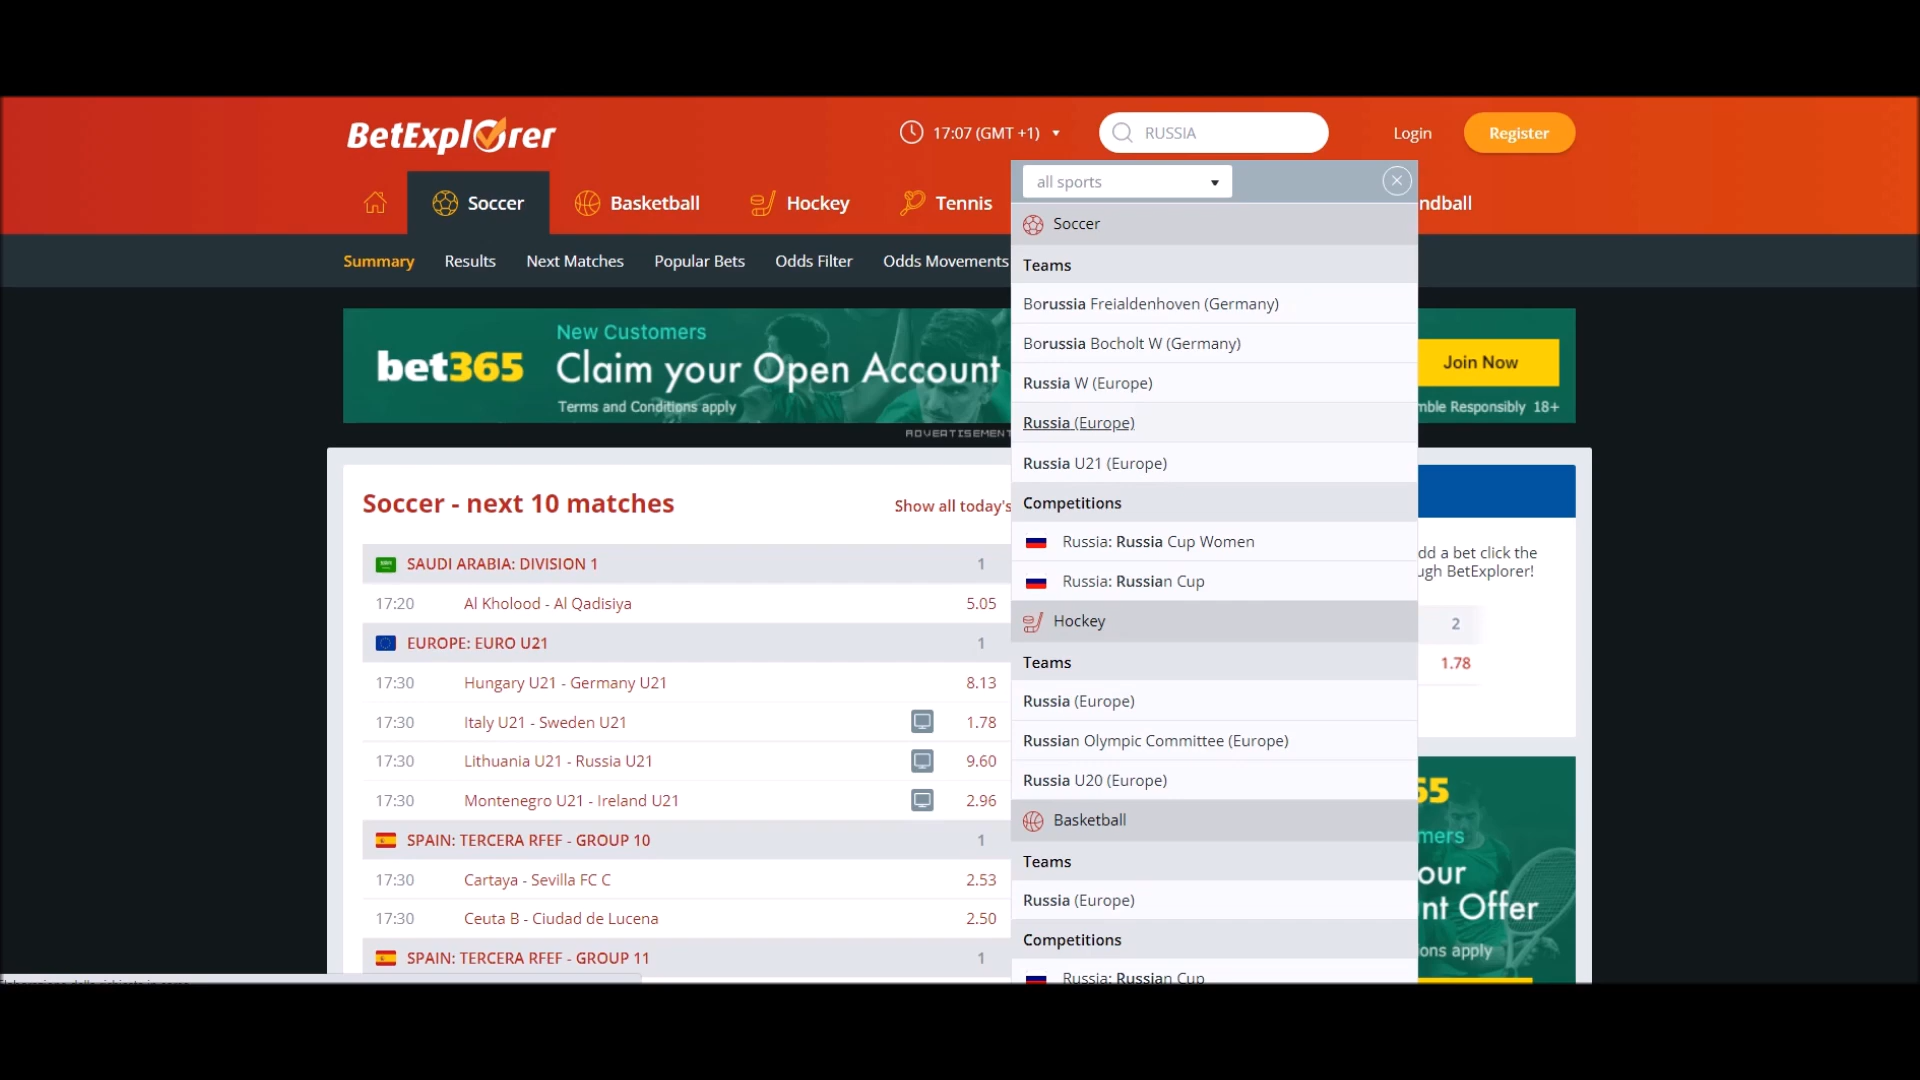 BetExplorer
17:07 (GMT +1)
RUSSIA
Login
Register
Soccer
Basketball
Hockey
Tennis
ndball
Summary
Results
Next Matches
Popular Bets
Odds Filter
Odds Movements
all sports
Soccer
Teams
Borussia Freialdenhoven (Germany)
Borussia Bocholt W (Germany)
Russia W (Europe)
Russia (Europe)
Russia U21 (Europe)
Competitions
Russia: Russia Cup Women
Russia: Russian Cup
Hockey
Teams
Russia (Europe)
Russian Olympic Committee (Europe)
Russia U20 (Europe)
Basketball
Teams
Russia (Europe)
Competitions
Russia: Russian Cup
bet365
New Customers
Claim your Open Account
Terms and Conditions apply
Join Now
mble Responsibly 18+
ADVERTISEMENT
Soccer - next 10 matches
Show all today's
SAUDI ARABIA: DIVISION 1 1
17:20 Al Kholood - Al Qadisiya 5.05
EUROPE: EURO U21 1
17:30 Hungary U21 - Germany U21 8.13
17:30 Italy U21 - Sweden U21 1.78
17:30 Lithuania U21 - Russia U21 9.60
17:30 Montenegro U21 - Ireland U21 2.96
SPAIN: TERCERA RFEF - GROUP 10 1
17:30 Cartaya - Sevilla FC C 2.53
17:30 Ceuta B - Ciudad de Lucena 2.50
SPAIN: TERCERA RFEF - GROUP 11 1
dd a bet click the
ugh BetExplorer!
2
1.78
65
mers
our
nt Offer
ons apply